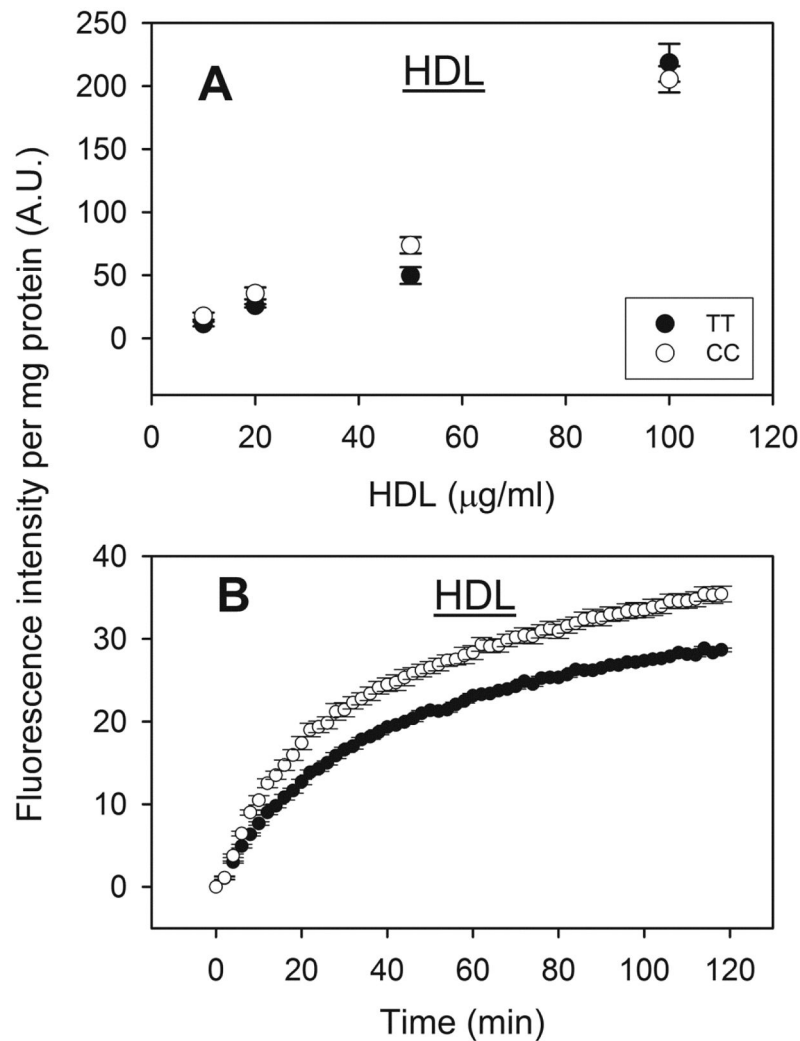 Fluorescence intensity per mg protein (A.U.)
A
HDL
250
200
150
100
50
0
TT
CC
0 20 40 60 80 100 120
HDL (μg/ml)
B
HDL
40
30
20
10
0
0 20 40 60 80 100 120
Time (min)